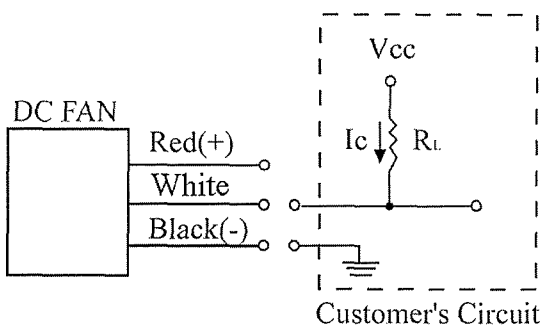 Vcc
DC FAN
Red(+)
Ic
RL
White
Black(-)
Customer's Circuit